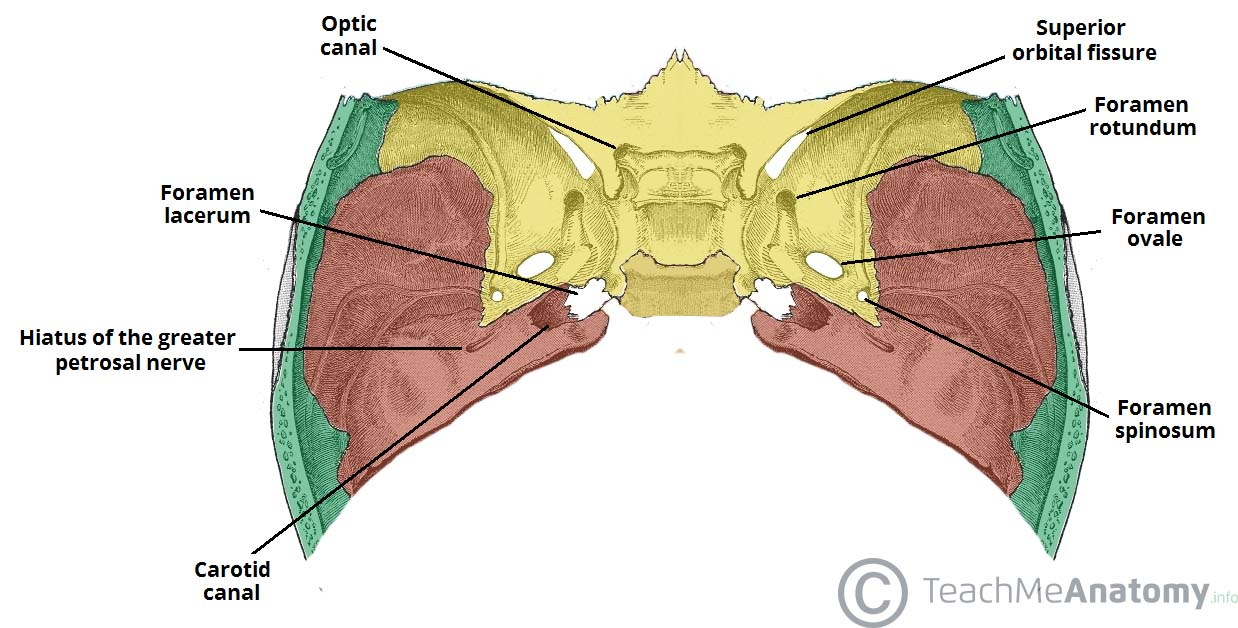 Optic
canal
Superior
orbital fissure
Foramen
rotundum
Foramen
lacerum
Foramen
ovale
Hiatus of the greater
petrosal nerve
Foramen
spinosum
Carotid
canal
© TeachMeAnatomy.info